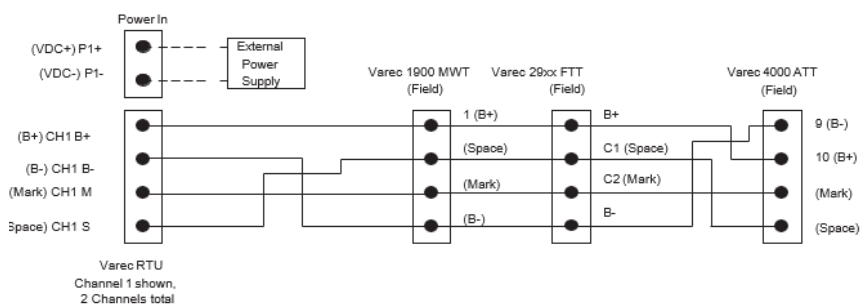 Power In
(VDC+) P1+
(VDC-) P1-
External
Power
Supply
Varec 1900 MWT
(Field)
Varec 29xx FTT
(Field)
Varec 4000 ATT
(Field)
(B+) CH1 B+
(B-) CH1 B-
(Mark) CH1 M
Space) CH1 S
1 (B+)
(Space)
(Mark)
(B-)
B+
C1 (Space)
C2 (Mark)
B-
9 (B-)
10 (B+)
(Mark)
(Space)
Varec RTU
Channel 1 shown,
2 Channels total